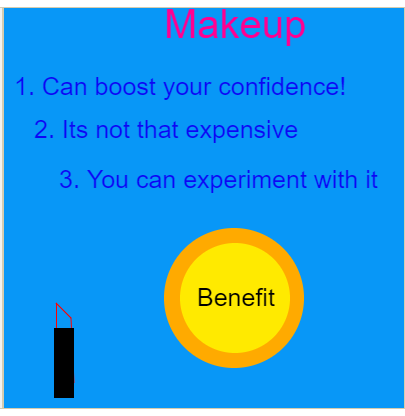 Makeup
1. Can boost your confidence!
2. Its not that expensive
3. You can experiment with it
Benefit